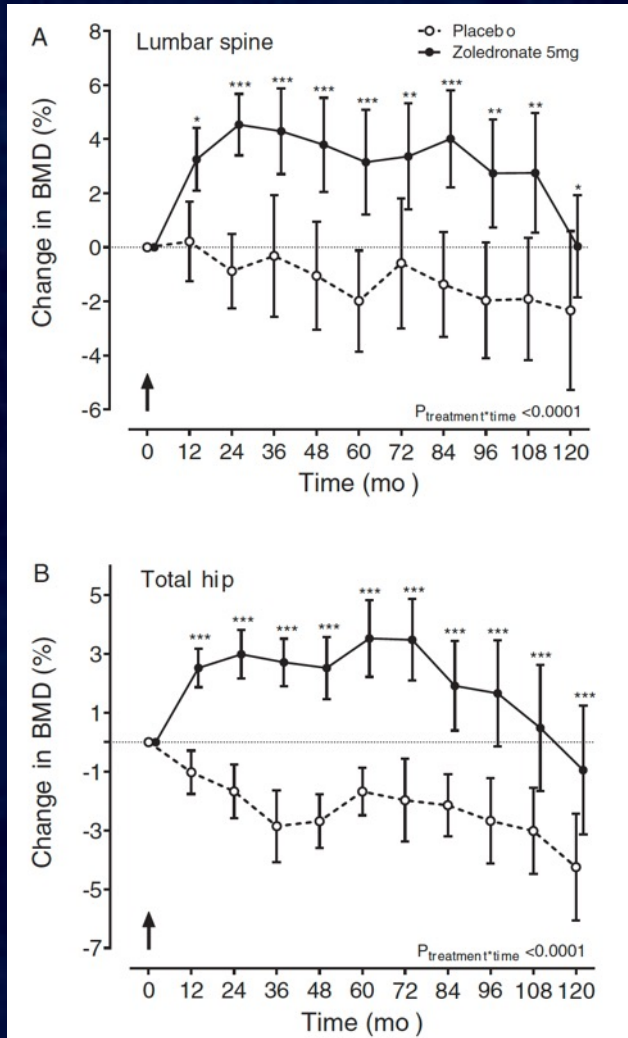 A
Lumbar spine
Placebo
Zoledronate 5mg
Change in BMD (%)
8
6
4
2
0
-2
-4
-6
* *** *** *** *** ** *** ** ** *
Ptreatment*time <0.0001
0 12 24 36 48 60 72 84 96 108 120
Time (mo )
B
Total hip
Change in BMD (%)
5
3
1
-1
-3
-5
-7
*** *** *** *** *** *** *** *** *** ***
Ptreatment*time <0.0001
0 12 24 36 48 60 72 84 96 108 120
Time (mo )